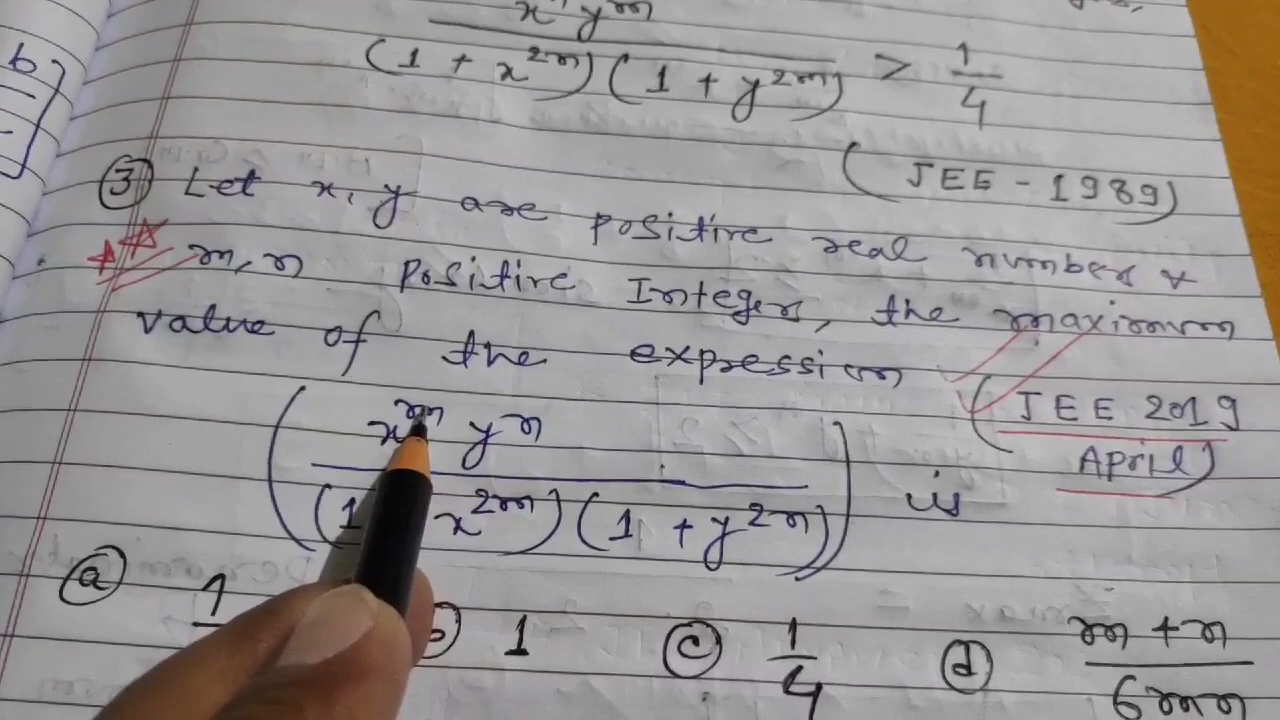 b
x y^m
(1 + x^2n) (1 + y^2m) > 1/4
(JEE - 1989)
③ Let x, y are positive real numbers &
m, n Positive Integers, the maximum
value of the expression
(JEE 2019
April)
(x^m y^n / (1 x^2m) (1 + y^2n)) is
ⓐ 1 ⓑ 1 ⓒ 1/4 ⓓ m + n / 6mn